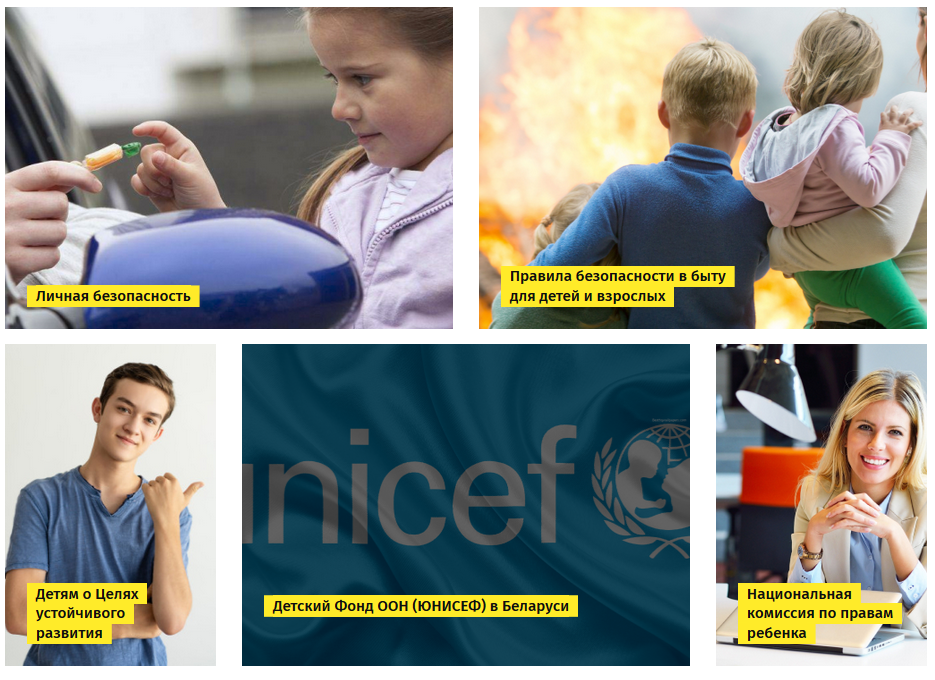 Личная безопасность
Правила безопасности в быту
для детей и взрослых
Детям о Целях
устойчивого
развития
unicef
Детский Фонд ООН (ЮНИСЕФ) в Беларуси
Национальная
комиссия по правам
ребенка